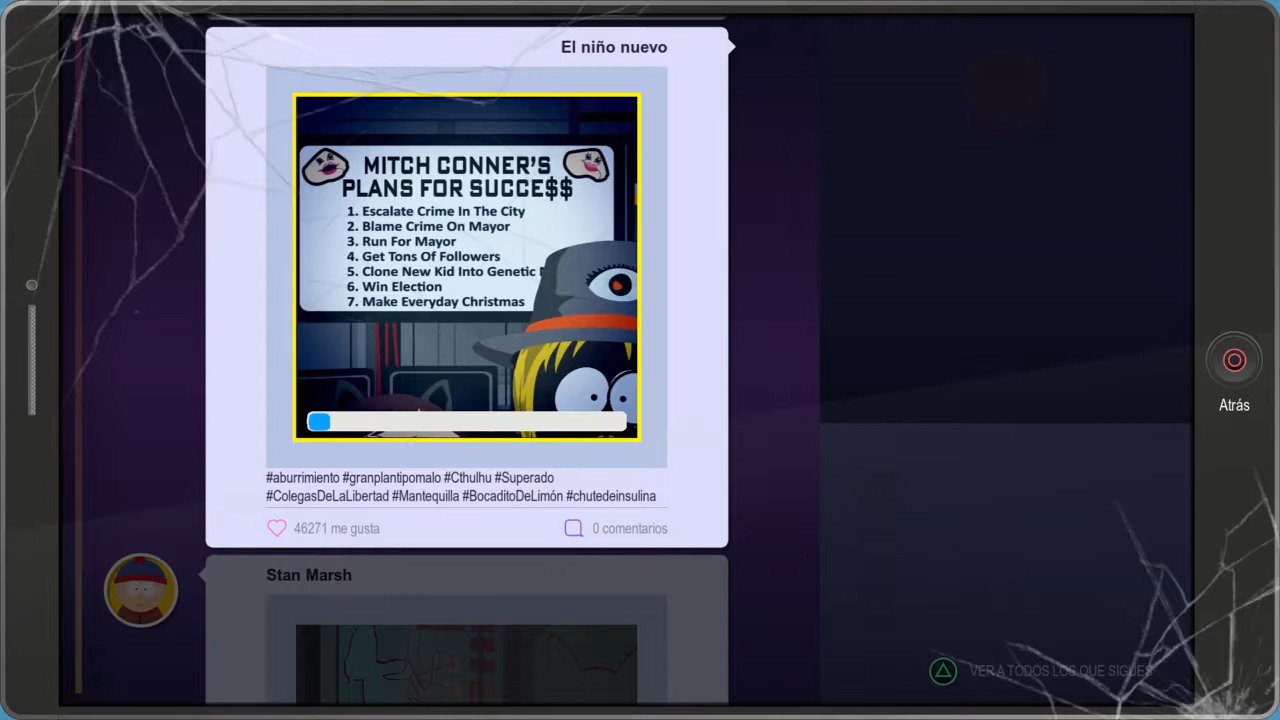 El niño nuevo
MITCH CONNER'S
PLANS FOR SUCCE$$
1. Escalate Crime In The City
2. Blame Crime On Mayor
3. Run For Mayor
4. Get Tons Of Followers
5. Clone New Kid Into Genetic
6. Win Election
7. Make Everyday Christmas
#aburrimiento #granplantipomalo #Cthulhu #Superado
#ColegasDeLaLibertad #Mantequilla #BocaditoDeLimón #chutedeinsulina
46271 me gusta
0 comentarios
Stan Marsh
Atrás
VER A TODOS LOS QUE SIGUES